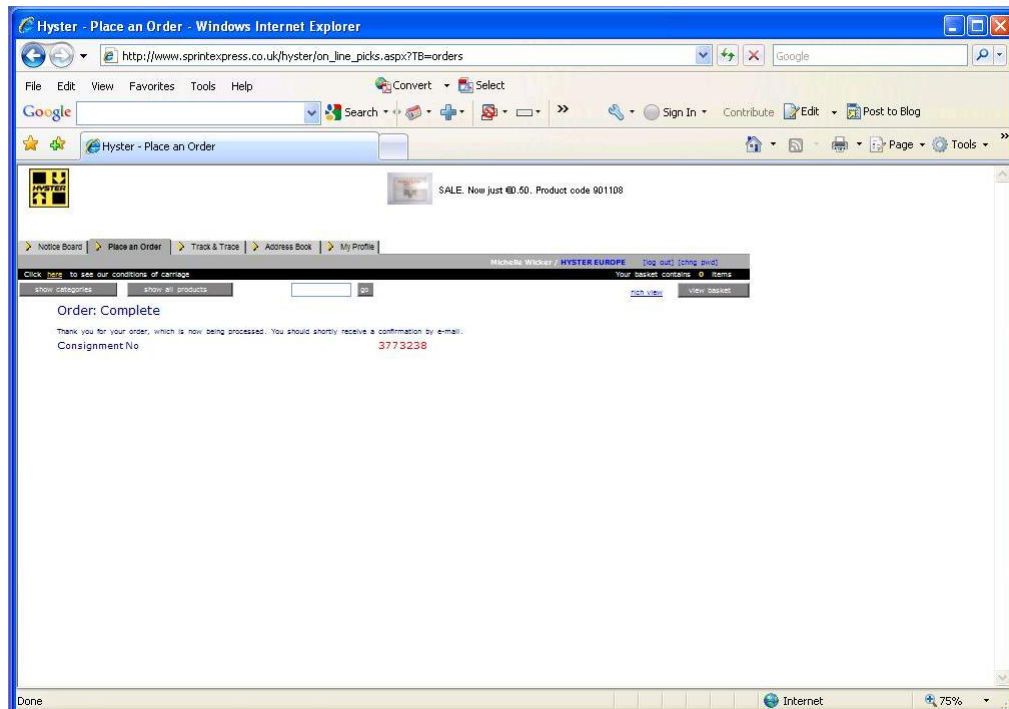 Hyster - Place an Order - Windows Internet Explorer
http://www.sprintexpress.co.uk/hyster/on_line_picks.aspx?TB=orders
Google
File Edit View Favorites Tools Help
Convert Select
Google Search Sign In Contribute Edit Post to Blog
Hyster - Place an Order
Page Tools
HYSTER
SALE. Now just €0.50. Product code 901108
Notice Board Place an Order Track & Trace Address Book My Profile
Michelle Wicker / HYSTER EUROPE [log out] [chng pwd]
Click here to see our conditions of carriage Your basket contains 0 items
show categories show all products go rich view view basket
Order: Complete
Thank you for your order, which is now being processed. You should shortly receive a confirmation by e-mail.
Consignment No 3773238
Done Internet 75%